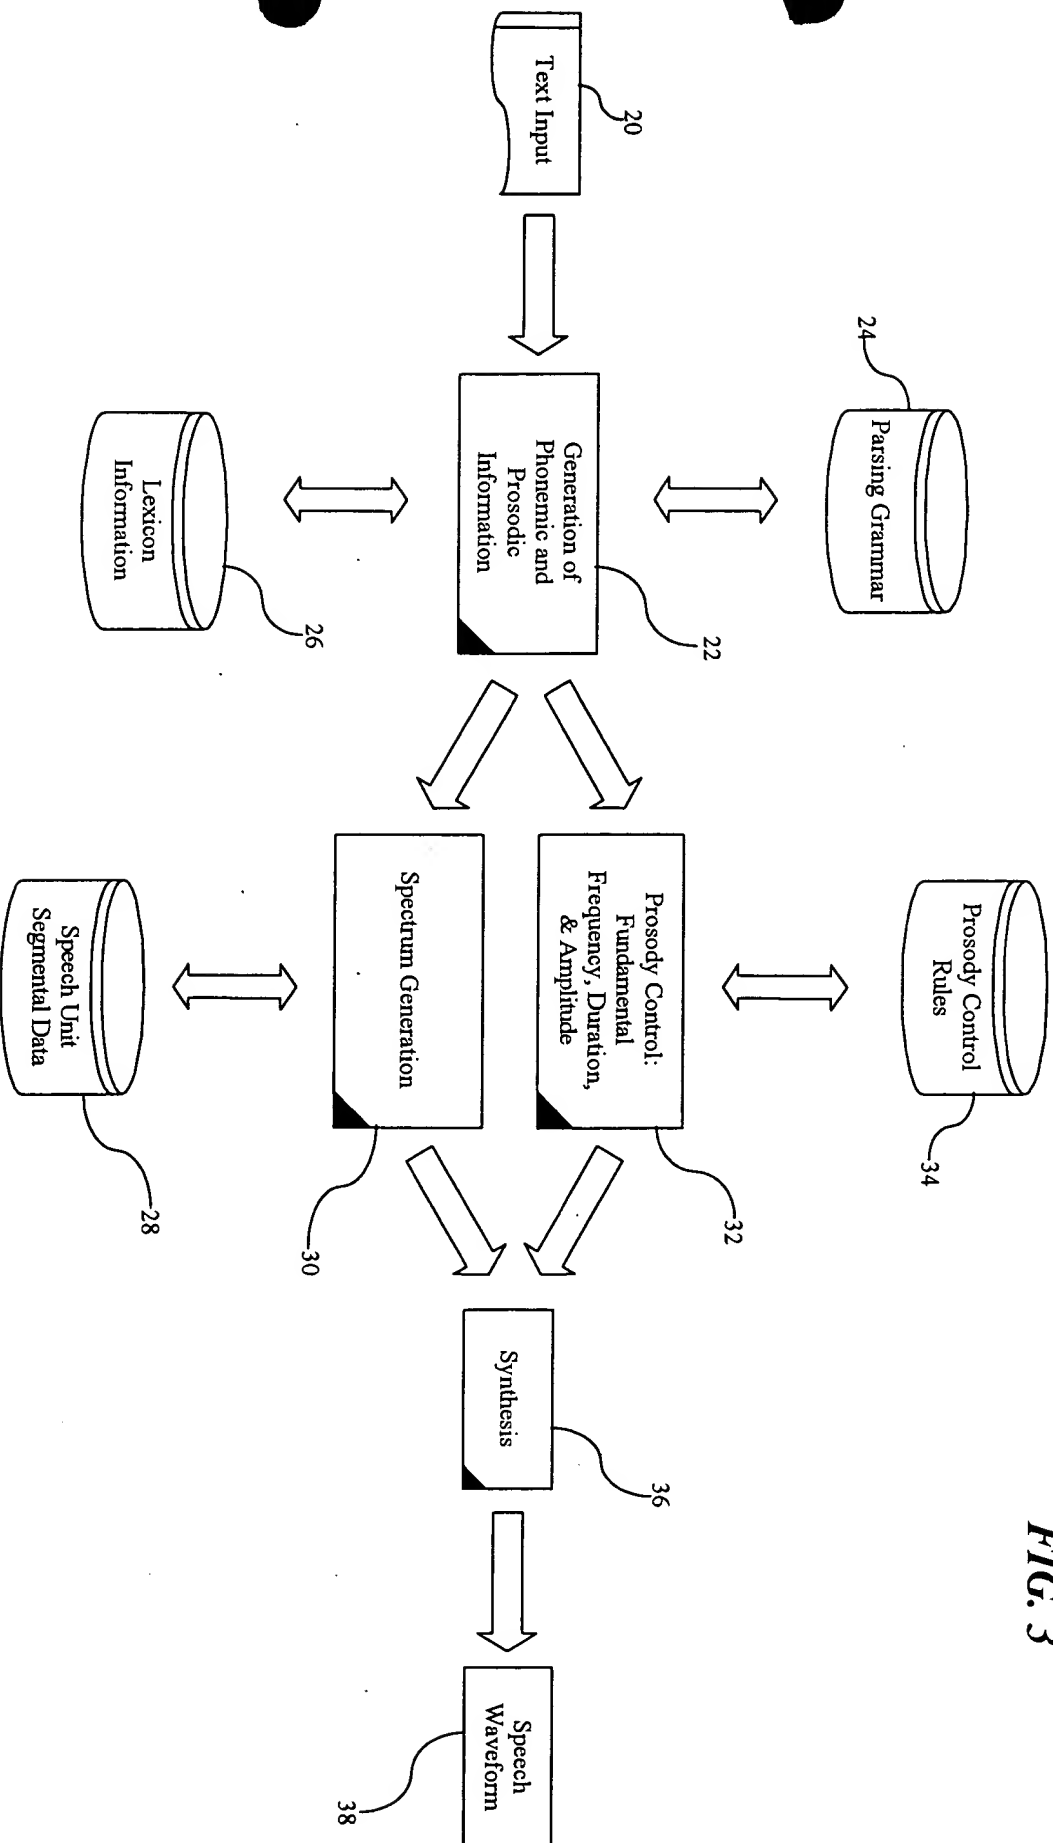 FIG. 3
20
Text Input
24
Parsing Grammar
22
Generation of
Phonemic and
Prosodic
Information
26
Lexicon
Information
34
Prosody Control
Rules
32
Prosody Control:
Fundamental
Frequency, Duration,
& Amplitude
30
Spectrum Generation
28
Speech Unit
Segmental Data
36
Synthesis
38
Speech
Waveform